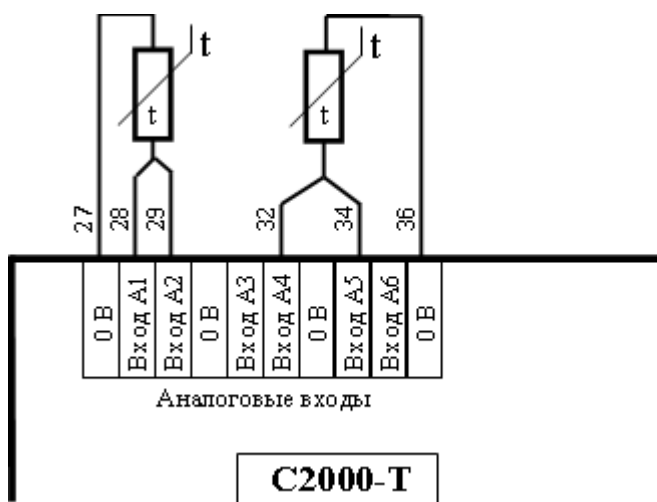 t
t
t
t
27
28
29
32
34
36
0 В
Вход А1
Вход А2
0 В
Вход А3
Вход А4
0 В
Вход А5
Вход А6
0 В
Аналоговые входы
С2000-Т